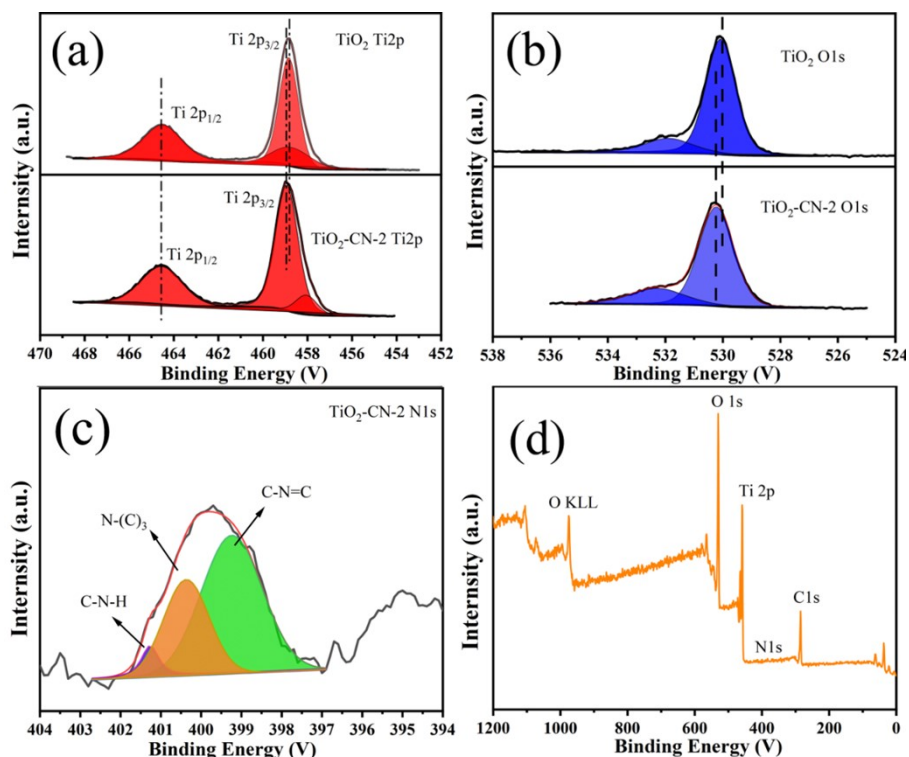 (a)
Ti 2p3/2
TiO2 Ti2p
Ti 2p1/2
Ti 2p3/2
TiO2-CN-2 Ti2p
Ti 2p1/2
Internsity (a.u.)
470 468 466 464 462 460 458 456 454 452
Binding Energy (V)
(b)
TiO2 O1s
TiO2-CN-2 O1s
Internsity (a.u.)
538 536 534 532 530 528 526 524
Binding Energy (V)
(c)
TiO2-CN-2 N1s
C-N=C
N-(C)3
C-N-H
Internsity (a.u.)
404 403 402 401 400 399 398 397 396 395 394
Binding Energy (V)
(d)
O 1s
Ti 2p
O KLL
C1s
N1s
Internsity (a.u.)
1200 1000 800 600 400 200 0
Binding Energy (V)